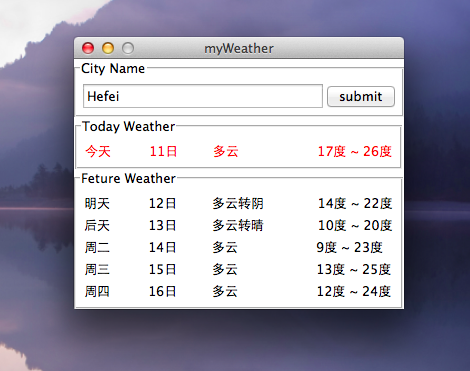 myWeather
City Name
Hefei submit
Today Weather
今天 11日 多云 17度 ~ 26度
Feture Weather
明天 12日 多云转阴 14度 ~ 22度
后天 13日 多云转晴 10度 ~ 20度
周二 14日 多云 9度 ~ 23度
周三 15日 多云 13度 ~ 25度
周四 16日 多云 12度 ~ 24度